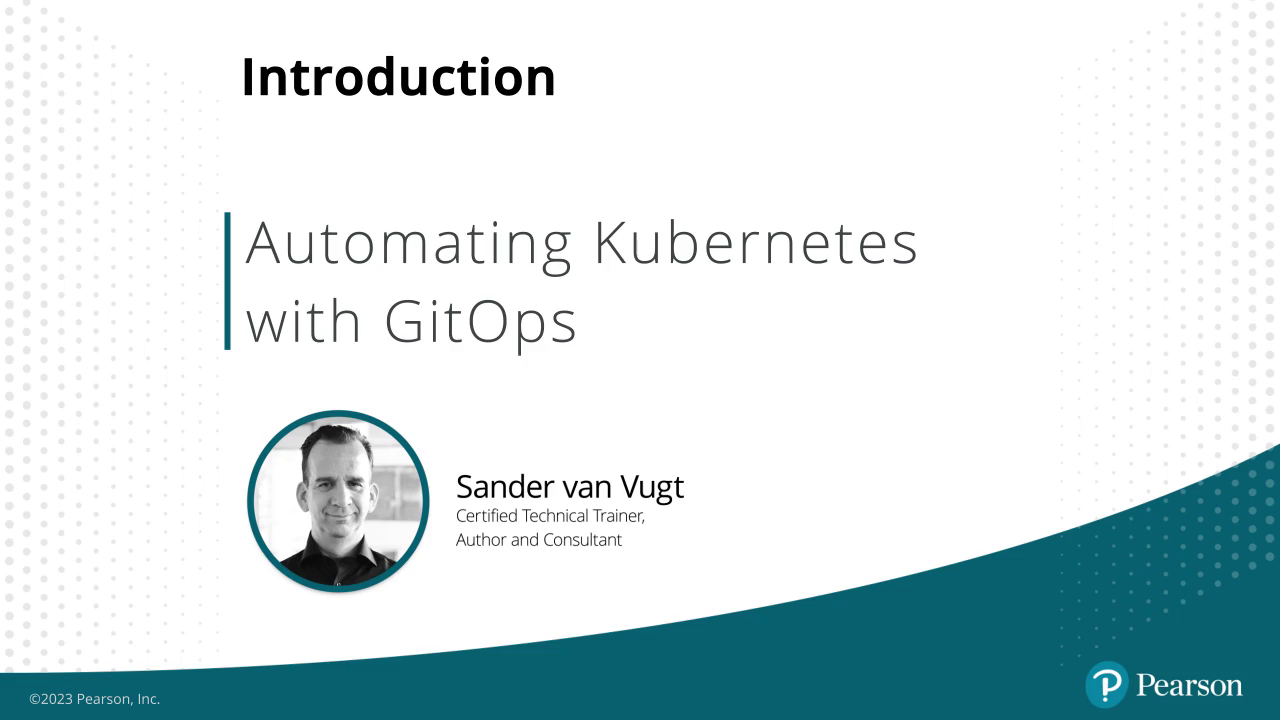 Introduction
Automating Kubernetes
with GitOps
Sander van Vugt
Certified Technical Trainer,
Author and Consultant
©2023 Pearson, Inc.
Pearson